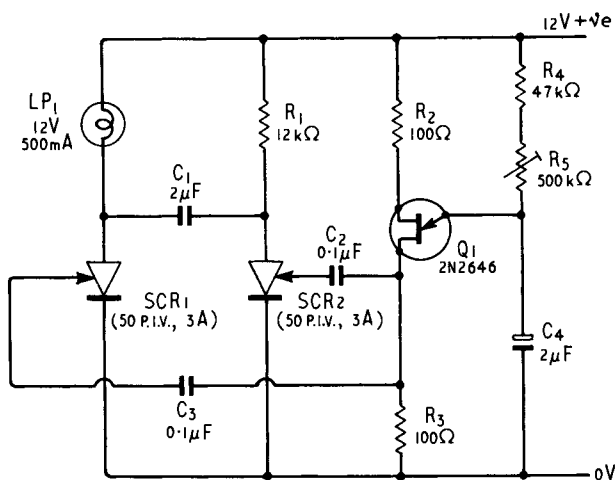 12V +ve
LP1
12V
500mA
R1
12kΩ
R2
100Ω
R4
47kΩ
R5
500kΩ
C1
2µF
C2
0·1µF
Q1
2N2646
SCR1
(50 P.I.V., 3A)
SCR2
(50 P.I.V., 3A)
C4
2µF
C3
0·1µF
R3
100Ω
0V